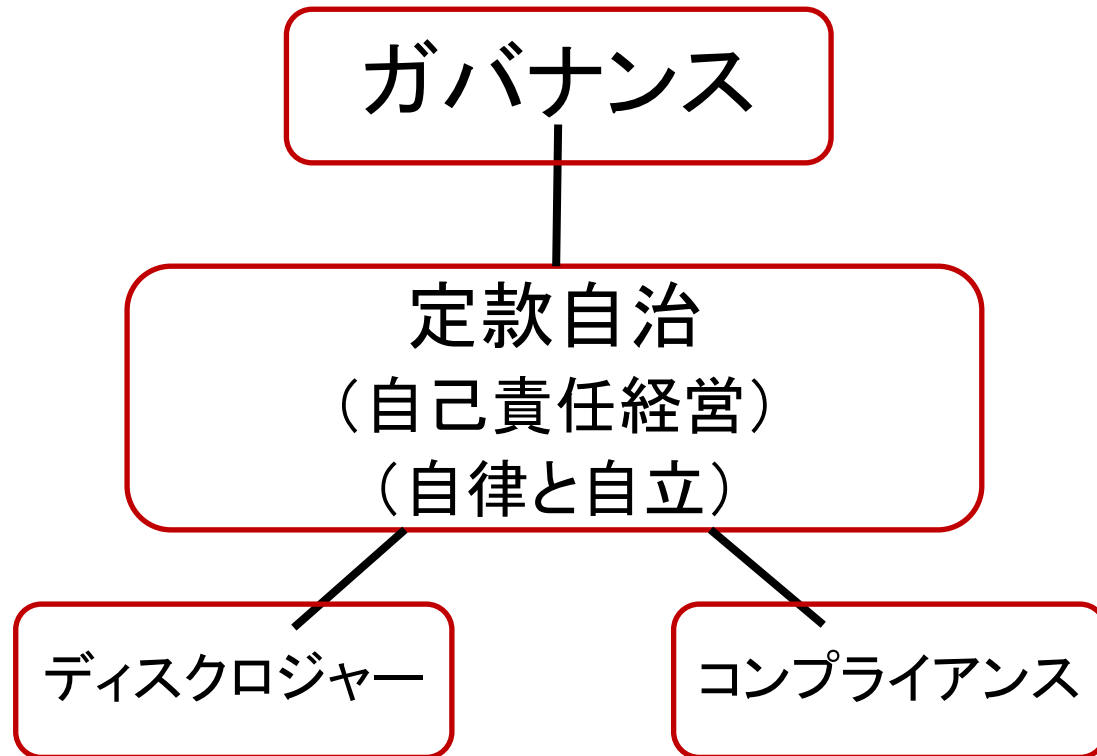 ガバナンス
定款自治
（自己責任経営）
（自律と自立）
ディスクロジャー
コンプライアンス